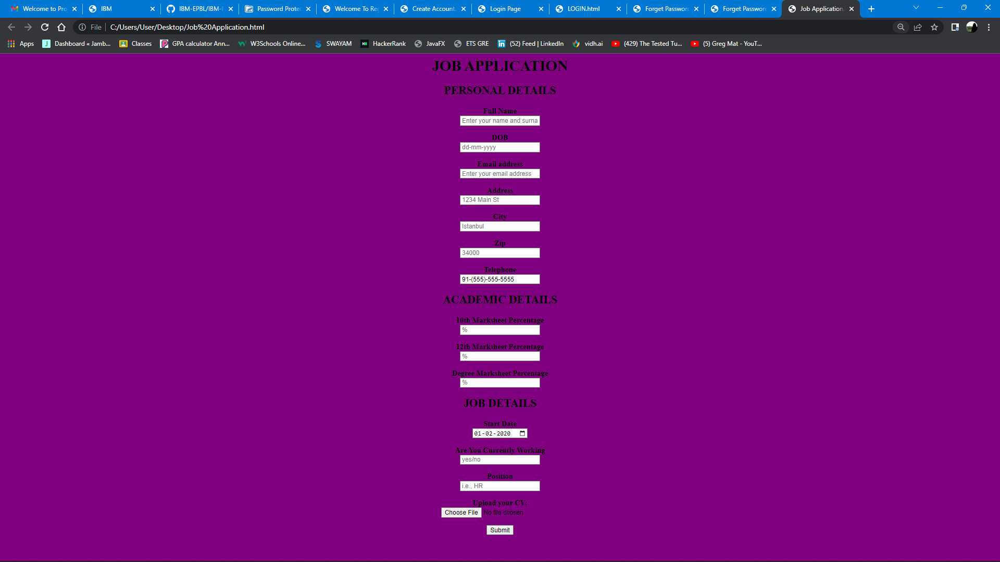 Welcome to Pro
IBM
IBM-EPBL/IBM-
Password Prote
Welcome To Re
Create Account
Login Page
LOGIN.html
Forget Password
Forget Password
Job Application
File
C:/Users/User/Desktop/Job%20Application.html
Apps
Dashboard « Jamb...
Classes
GPA calculator Ann...
W3Schools Online...
SWAYAM
HackerRank
JavaFX
ETS GRE
(52) Feed | LinkedIn
vidh.ai
(429) The Tested Tu...
(5) Greg Mat - YouT...
JOB APPLICATION
PERSONAL DETAILS
Full Name
Enter your name and surna
DOB
dd-mm-yyyy
Email address
Enter your email address
Address
1234 Main St
City
Istanbul
Zip
34000
Telephone
91-(555)-555-5555
ACADEMIC DETAILS
10th Marksheet Percentage
%
12th Marksheet Percentage
%
Degree Marksheet Percentage
%
JOB DETAILS
Start Date
01-02-2020
Are You Currently Working
yes/no
Position
i.e., HR
Upload your CV:
Choose File No file chosen
Submit